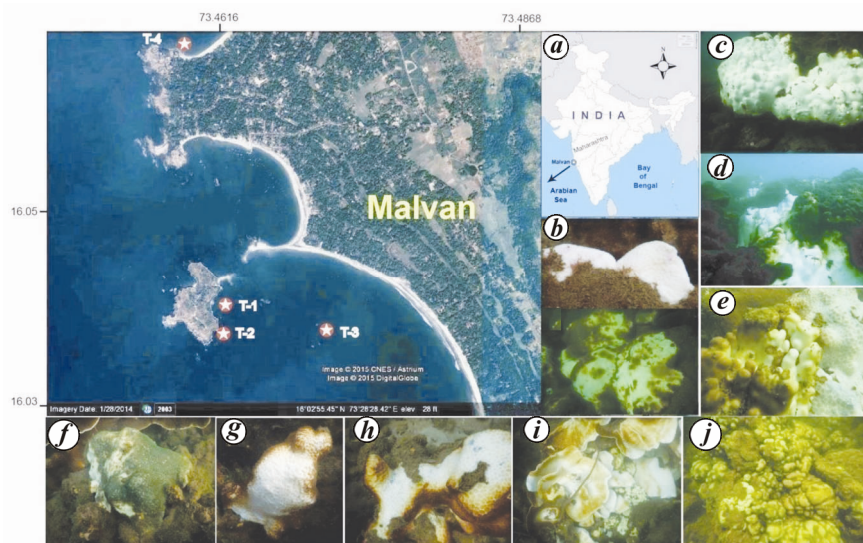 73.4616
73.4868
T-4
a
INDIA
Maharashtra
Malvan
Arabian
Sea
Bay
of
Bengal
c
d
16.05
Malvan
b
T-1
T-2
T-3
e
Image © 2015 CNES / Astrium
Image © 2015 DigitalGlobe
16.03
Imagery Date: 1/28/2014
2003
16°02'55.45" N 73°28'28.42" E elev 28 ft
f
g
h
i
j